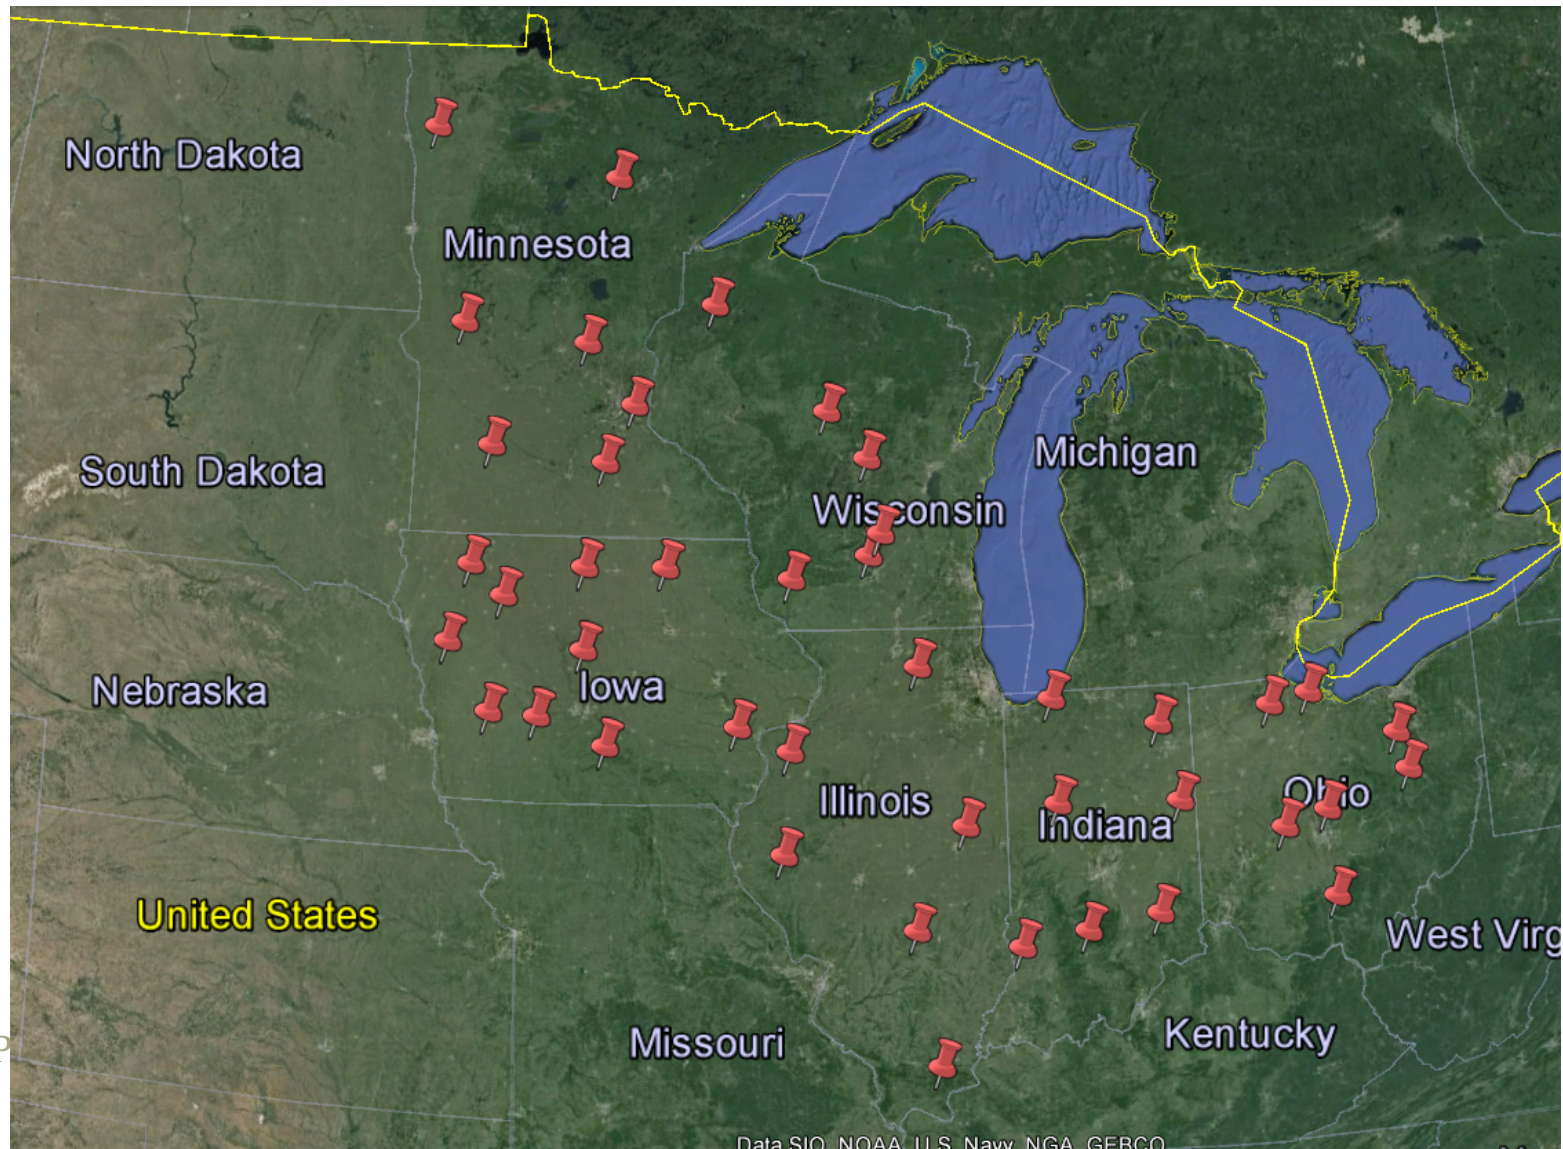 North Dakota
Minnesota
Michigan
South Dakota
Wisconsin
Nebraska
Iowa
Illinois
Ohio
Indiana
United States
West Virg
Missouri
Kentucky
Data SIO, NOAA, U.S. Navy, NGA, GEBCO